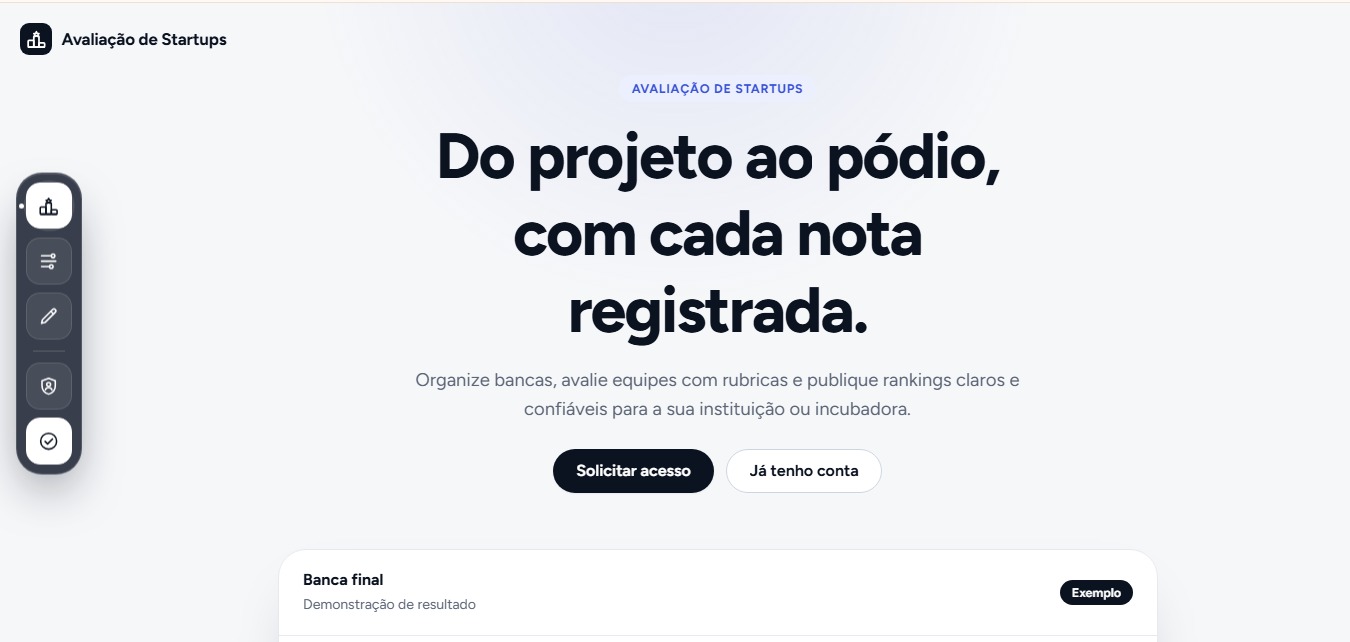 Avaliação de Startups
AVALIAÇÃO DE STARTUPS
Do projeto ao pódio,
com cada nota
registrada.
Organize bancas, avalie equipes com rubricas e publique rankings claros e
confiáveis para a sua instituição ou incubadora.
Solicitar acesso
Já tenho conta
Banca final
Demonstração de resultado
Exemplo